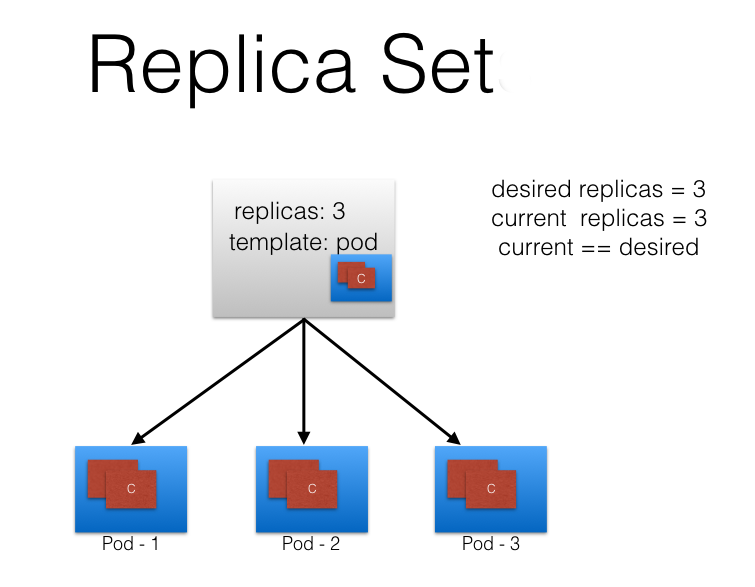 Replica Set
replicas: 3
template: pod
C
desired replicas = 3
current replicas = 3
current == desired
C
C
C
Pod - 1
Pod - 2
Pod - 3